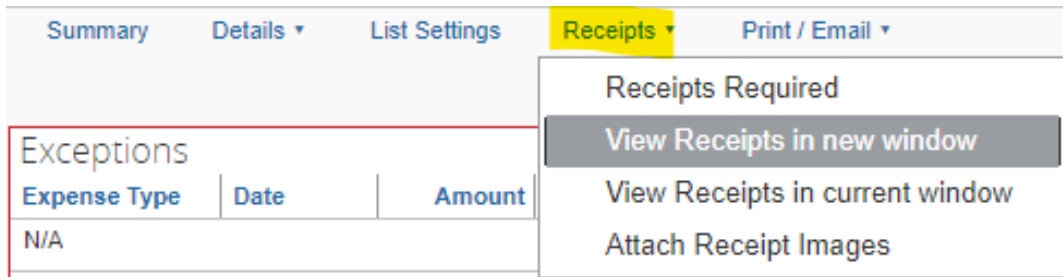 Summary Details ▾ List Settings Receipts ▾ Print / Email ▾
Receipts Required
View Receipts in new window
View Receipts in current window
Attach Receipt Images
Exceptions
Expense Type Date Amount
N/A